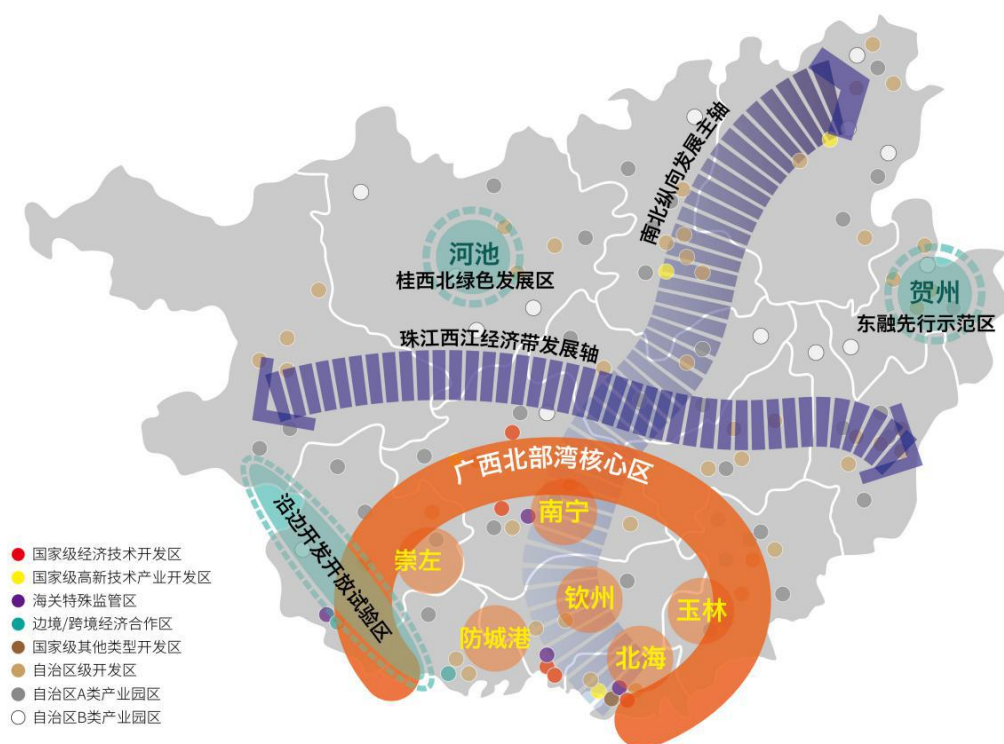 南北纵向发展主轴
河池
桂西北绿色发展区
贺州
东融先行示范区
珠江西江经济带发展轴
广西北部湾核心区
沿边开发开放试验区
南宁
崇左
钦州
玉林
防城港
北海
国家级经济技术开发区
国家级高新技术产业开发区
海关特殊监管区
边境/跨境经济合作区
国家级其他类型开发区
自治区级开发区
自治区A类产业园区
自治区B类产业园区